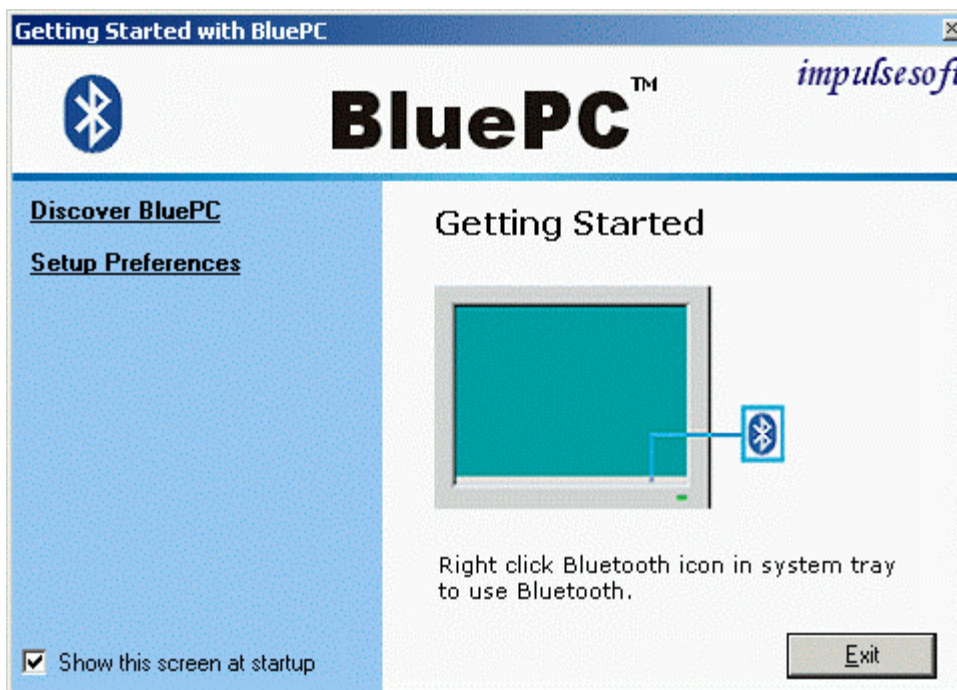 Getting Started with BluePC
BluePC™
impulsesoft
Discover BluePC
Setup Preferences
Getting Started
Right click Bluetooth icon in system tray
to use Bluetooth.
Show this screen at startup
Exit